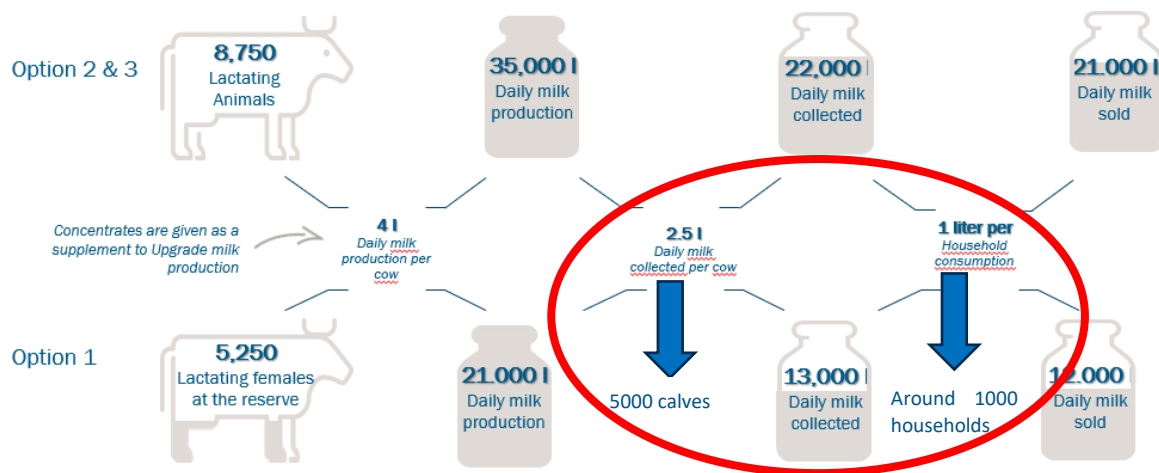 Option 2 & 3
8,750
Lactating
Animals
35,000 l
Daily milk
production
22,000 l
Daily milk
collected
21.000 l
Daily milk
sold
Concentrates are given as a
supplement to Upgrade milk
production
4 l
Daily milk
production per
cow
2.5 l
Daily milk
collected per cow
1 liter per
Household
consumption
Option 1
5,250
Lactating females
at the reserve
21.000 l
Daily milk
production
5000 calves
13,000 l
Daily milk
collected
Around 1000
households
12.000 l
Daily milk
sold